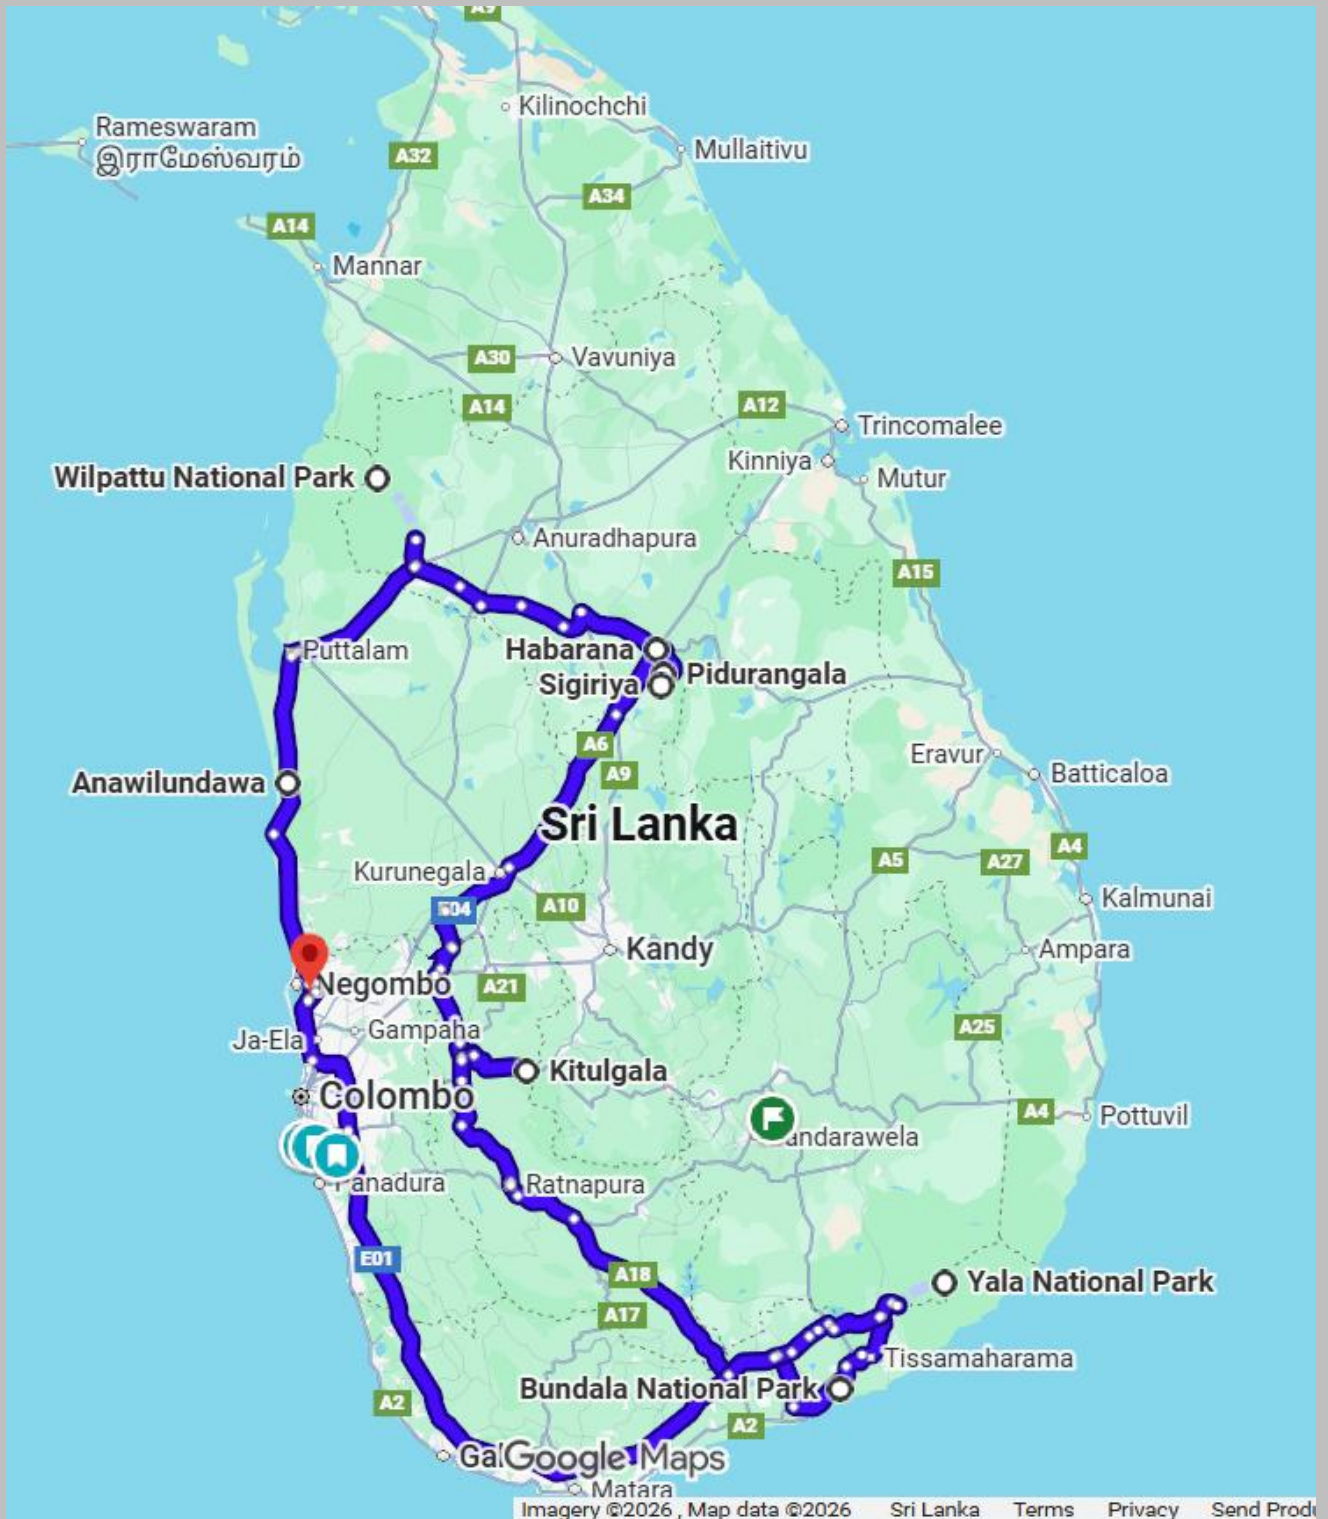 A9
Kilinochchi
Rameswaram
இராமேஸ்வரம்
A32
Mullaitivu
A34
A14
Mannar
A30
Vavuniya
A14
A12
Trincomalee
Kinniya
Wilpattu National Park
Mutur
Anuradhapura
A15
Puttalam
Habarana
Pidurangala
Sigiriya
A6
Eravur
A9
Batticaloa
Anawilundawa
Sri Lanka
A4
A5
A27
Kurunegala
Kalmunai
E04
A10
Kandy
Ampara
Negombo
A21
Gampaha
A25
Ja-Ela
Kitulgala
Colombo
A4
Pottuvil
andarawela
Panadura
Ratnapura
E01
A18
Yala National Park
A17
Tissamaharama
Bundala National Park
A2
A2
Gal
Google Maps
Matara
Imagery ©2026 , Map data ©2026 Sri Lanka Terms Privacy Send Produ